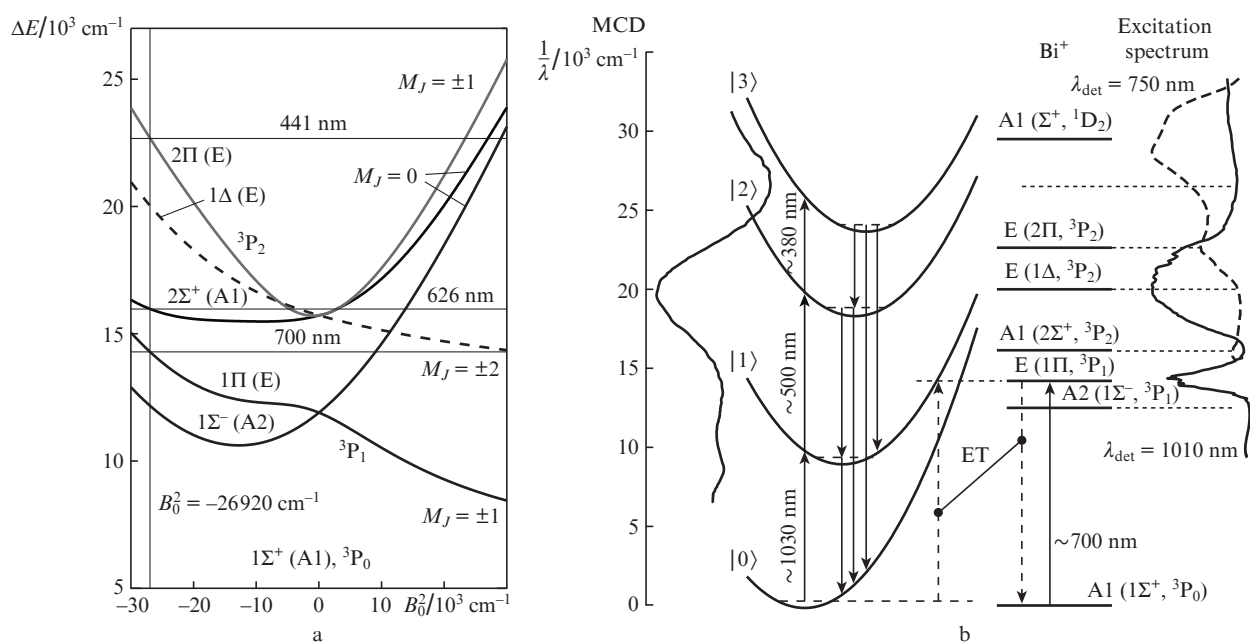 ΔE/10³ cm⁻¹
25
20
15
10
5
−30
−20
−10
0
10
B₀²/10³ cm⁻¹
M_J = ±1
441 nm
2Π (E)
M_J = 0
1Δ (E)
³P₂
2Σ⁺ (A1)
626 nm
700 nm
M_J = ±2
1Π (E)
1Σ⁻ (A2)
³P₁
B₀² = −26920 cm⁻¹
M_J = ±1
1Σ⁺ (A1), ³P₀
a
MCD
1/λ /10³ cm⁻¹
30
25
20
15
10
5
0
|3⟩
|2⟩
|1⟩
|0⟩
~380 nm
~500 nm
~1030 nm
ET
Bi⁺
A1 (Σ⁺, ¹D₂)
E (2Π, ³P₂)
E (1Δ, ³P₂)
A1 (2Σ⁺, ³P₂)
E (1Π, ³P₁)
A2 (1Σ⁻, ³P₁)
~700 nm
A1 (1Σ⁺, ³P₀)
Excitation
spectrum
λdet = 750 nm
λdet = 1010 nm
b